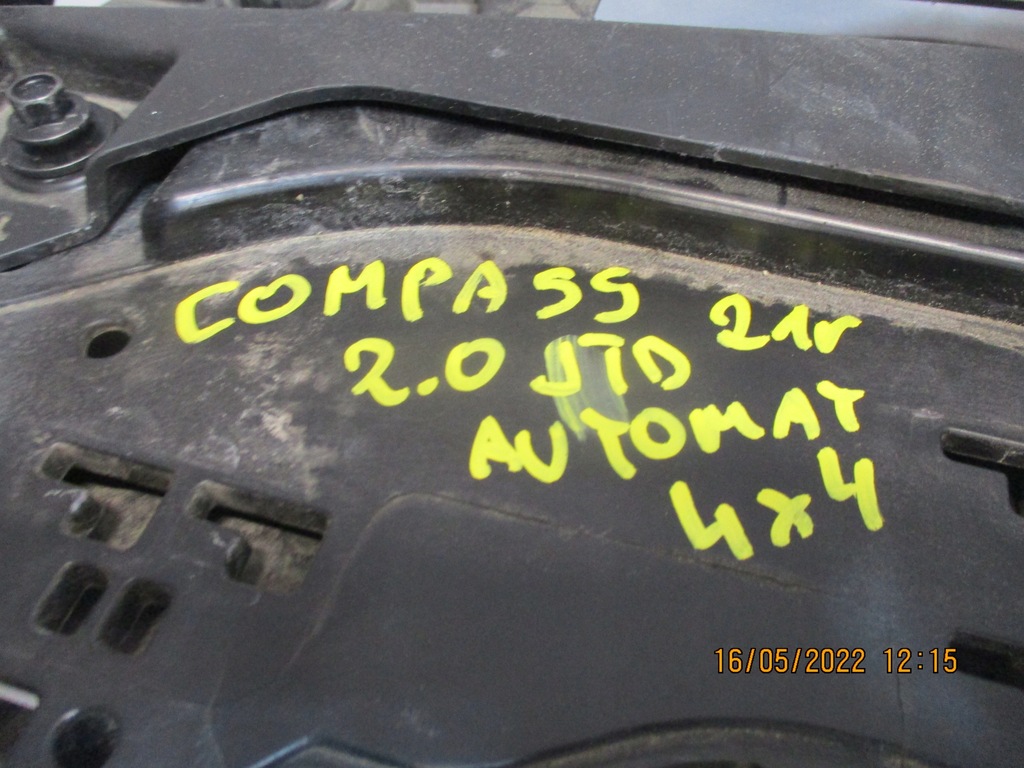 COMPASS 21r
2.0 JTD
AUTOMAT
4x4
16/05/2022 12:15